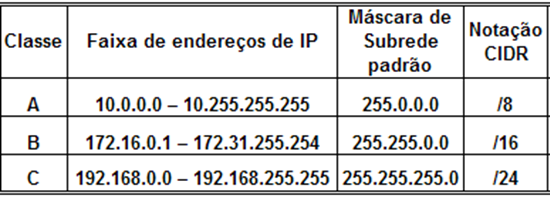 Classe Faixa de endereços de IP Máscara de Subrede padrão Notação CIDR
A 10.0.0.0 – 10.255.255.255 255.0.0.0 /8
B 172.16.0.1 – 172.31.255.254 255.255.0.0 /16
C 192.168.0.0 – 192.168.255.255 255.255.255.0 /24